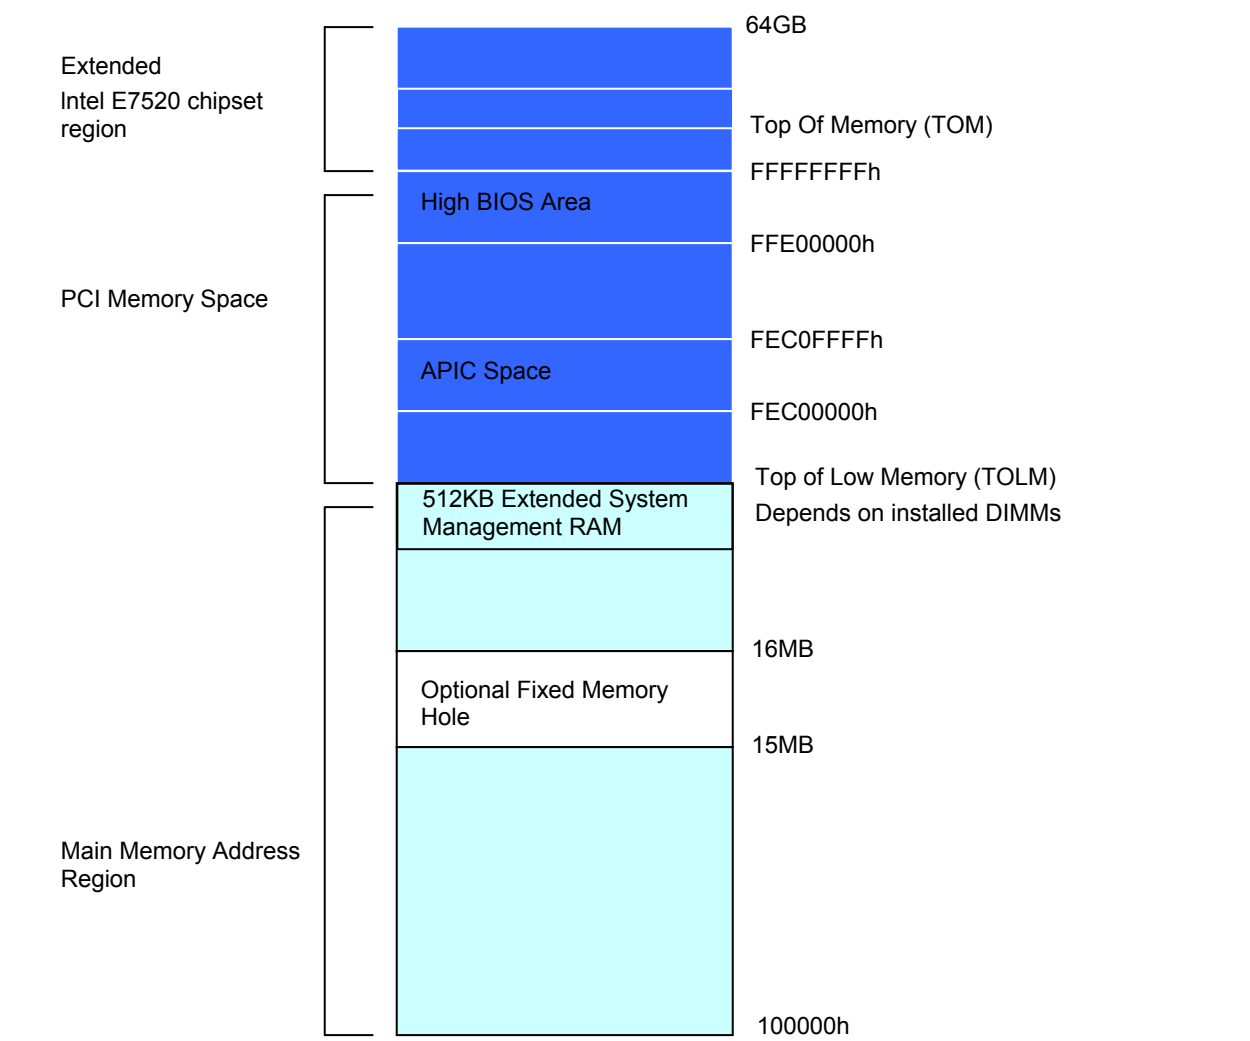 64GB
Extended
Intel E7520 chipset
region
Top Of Memory (TOM)
FFFFFFFFh
High BIOS Area
FFE00000h
PCI Memory Space
FEC0FFFFh
APIC Space
FEC00000h
Top of Low Memory (TOLM)
512KB Extended System
Management RAM
Depends on installed DIMMs
16MB
Optional Fixed Memory
Hole
15MB
Main Memory Address
Region
100000h